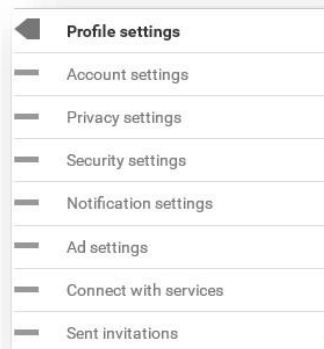 Profile settings
Account settings
Privacy settings
Security settings
Notification settings
Ad settings
Connect with services
Sent invitations